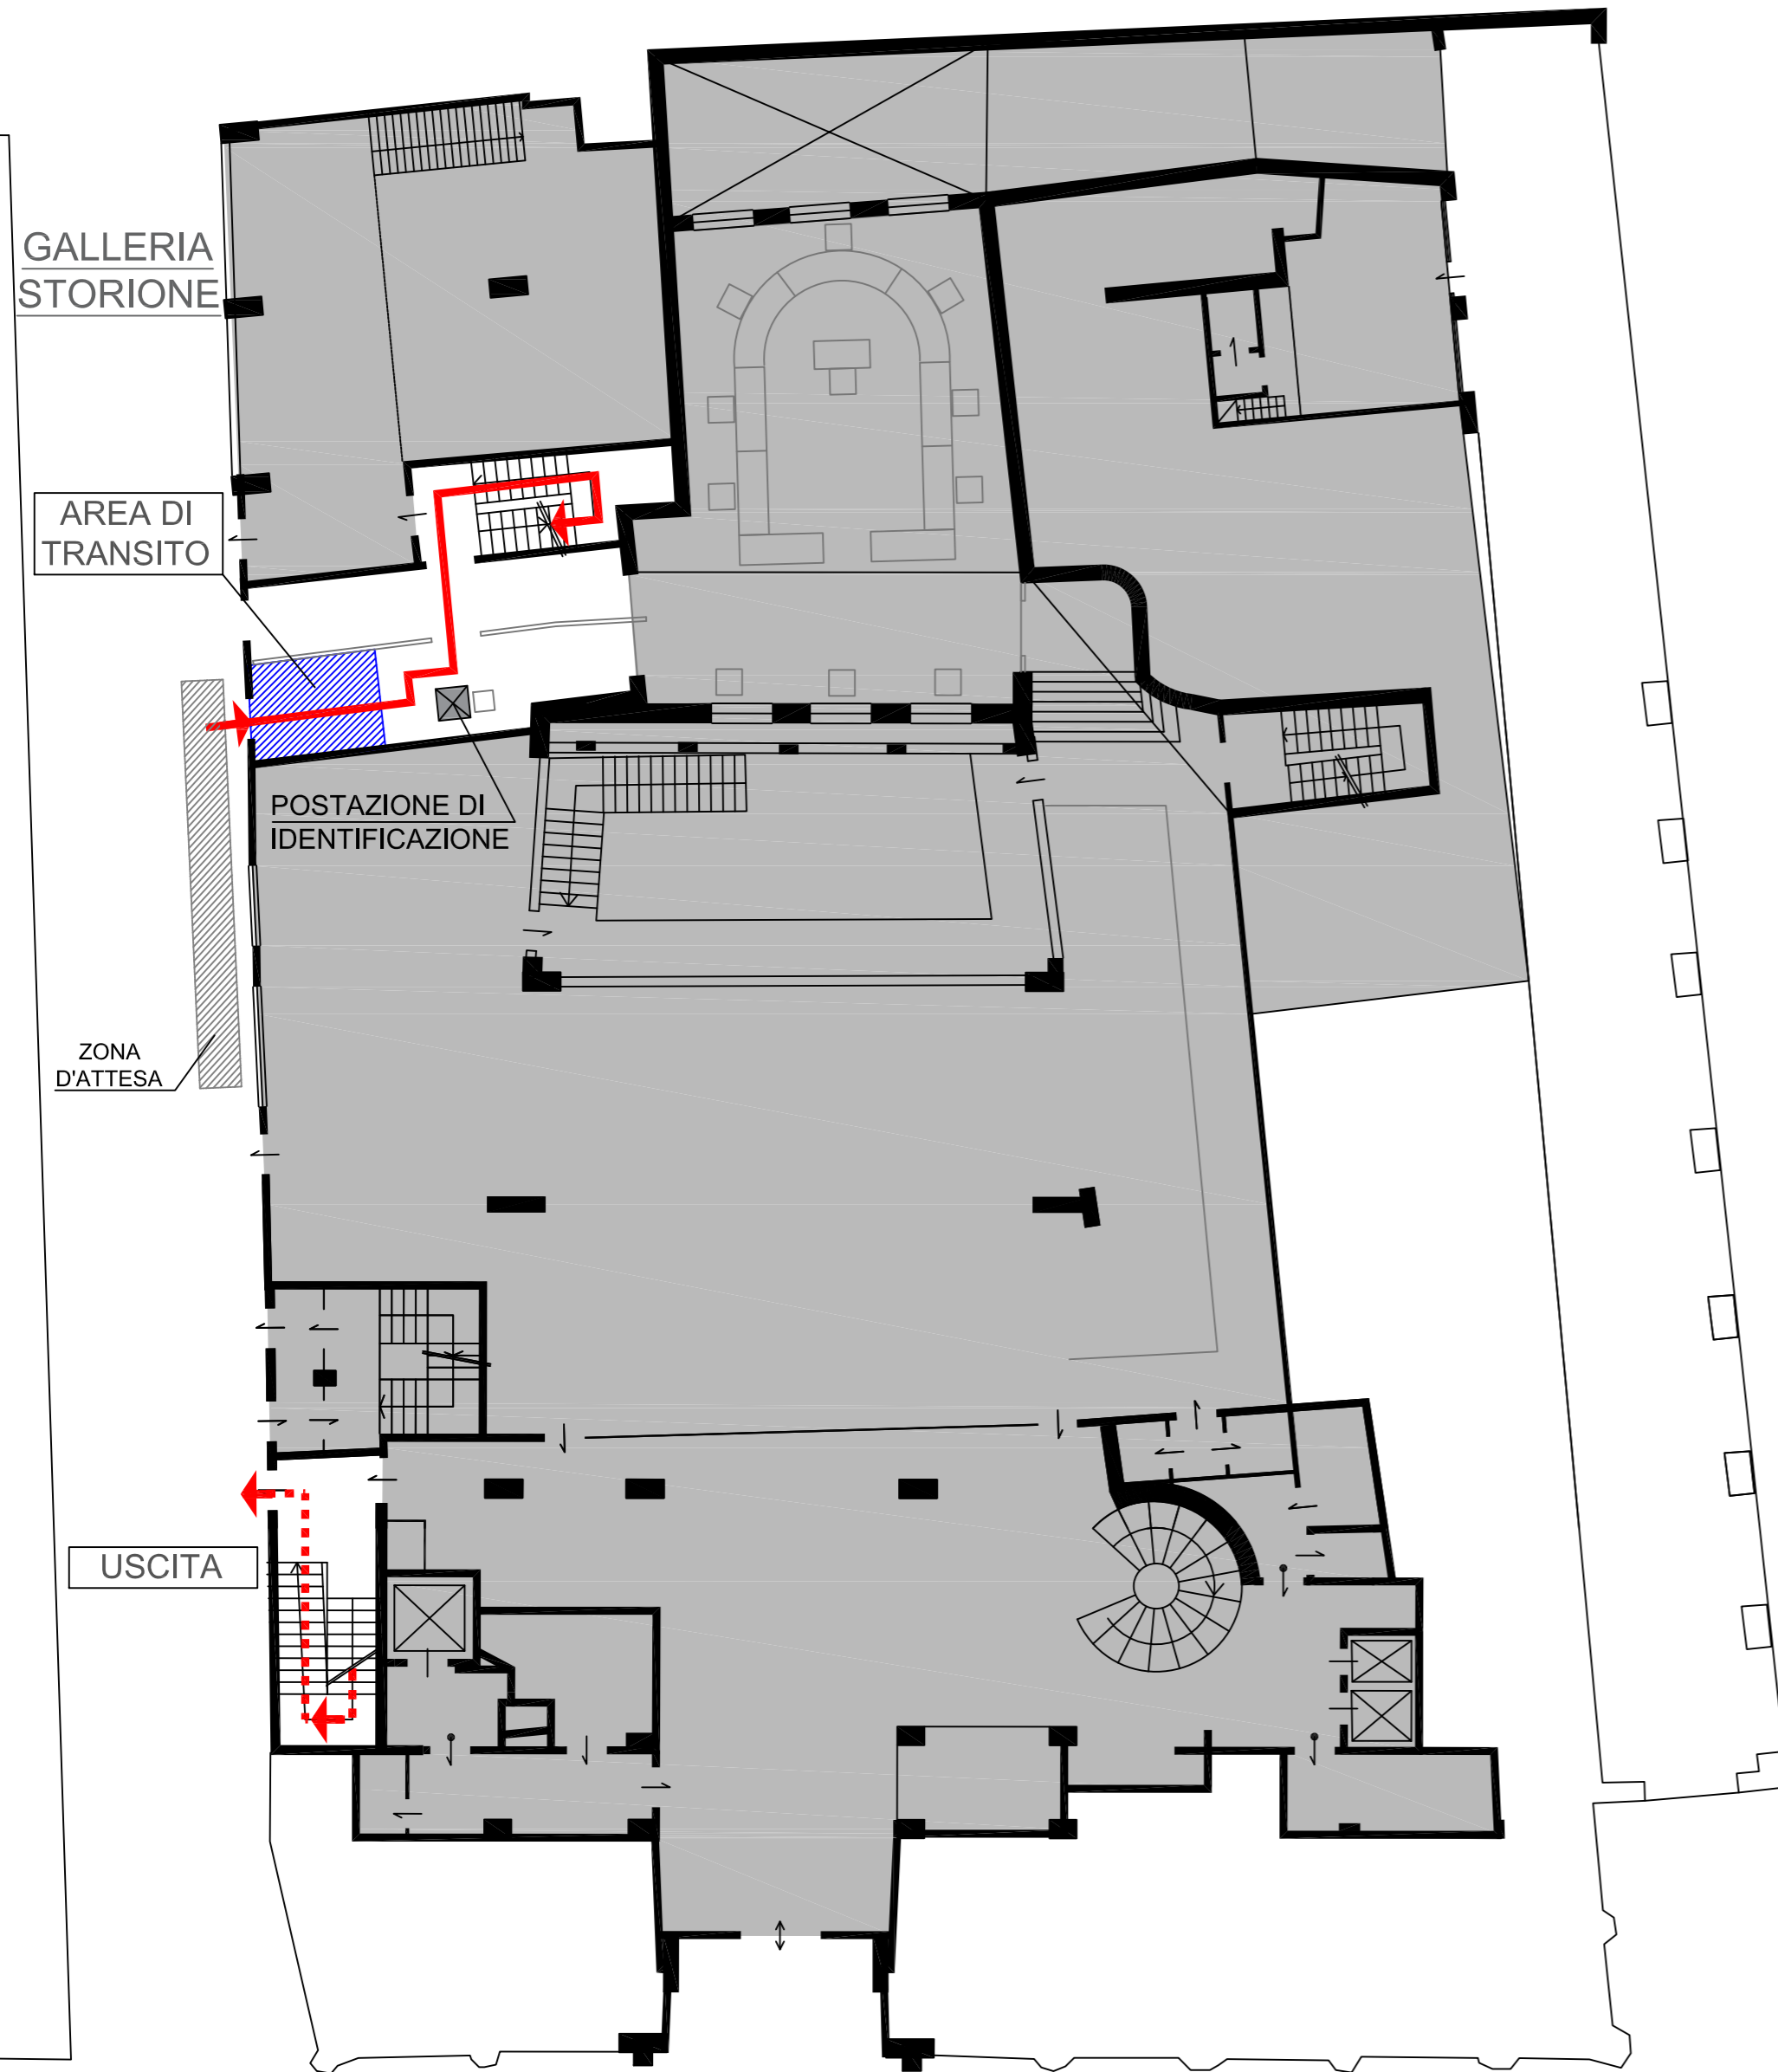 GALLERIA
STORIONE
AREA DI
TRANSITO
POSTAZIONE DI
IDENTIFICAZIONE
ZONA
D'ATTESA
USCITA